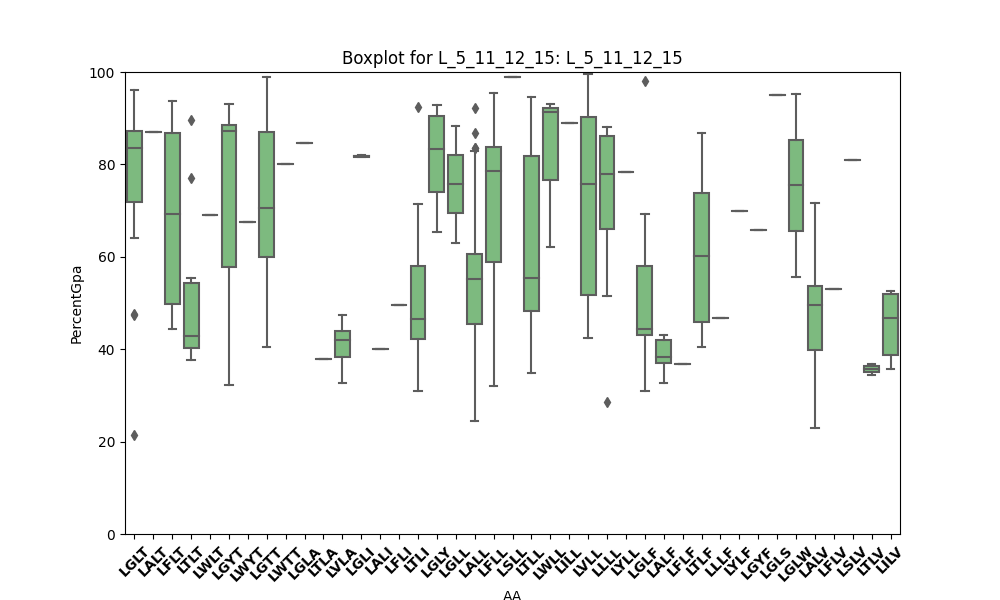 Boxplot for L_5_11_12_15: L_5_11_12_15
100
80
60
40
20
0
PercentGpa
LGLT LALT LFLT LTLT LWLT LGYT LWYT LGTT LWTT LGLA LTLA LVLA LGLI LALI LFLI LTLI LGLY LGLL LALL LFLL LSLL LTLL LWLL LILL LVLL LLLL LYLL LGLF LALF LFLF LTLF LLLF LYLF LGYF LGLS LGLW LALV LFLV LSLV LTLV LILV
AA